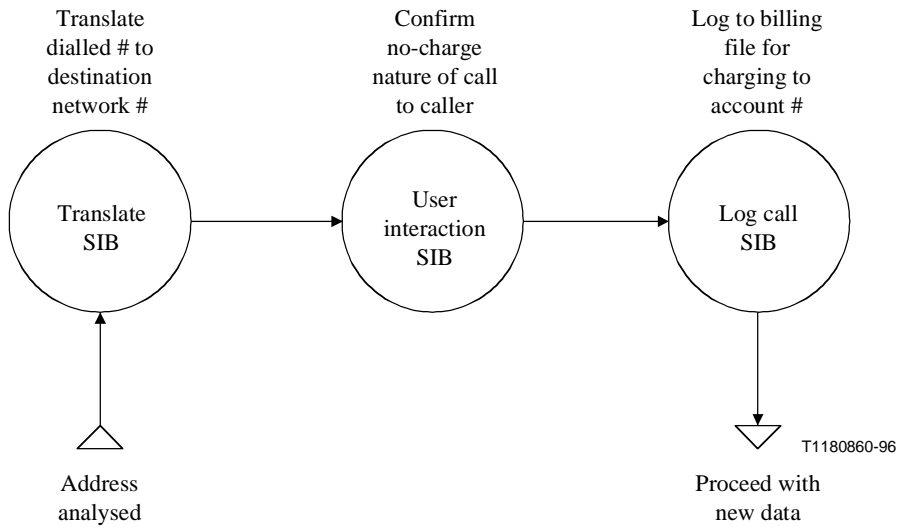 Translate
dialled # to
destination
network #
Confirm
no-charge
nature of call
to caller
Log to billing
file for
charging to
account #
Translate
SIB
User
interaction
SIB
Log call
SIB
T1180860-96
Address
analysed
Proceed with
new data